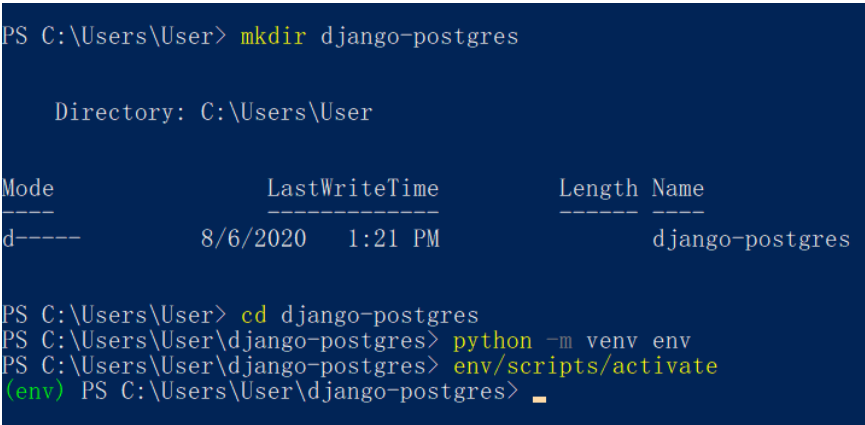 PS C:\Users\User> mkdir django-postgres
Directory: C:\Users\User
Mode LastWriteTime Length Name
---- ------------- ------ ----
d----- 8/6/2020 1:21 PM django-postgres
PS C:\Users\User> cd django-postgres
PS C:\Users\User\django-postgres> python -m venv env
PS C:\Users\User\django-postgres> env/scripts/activate
(env) PS C:\Users\User\django-postgres>